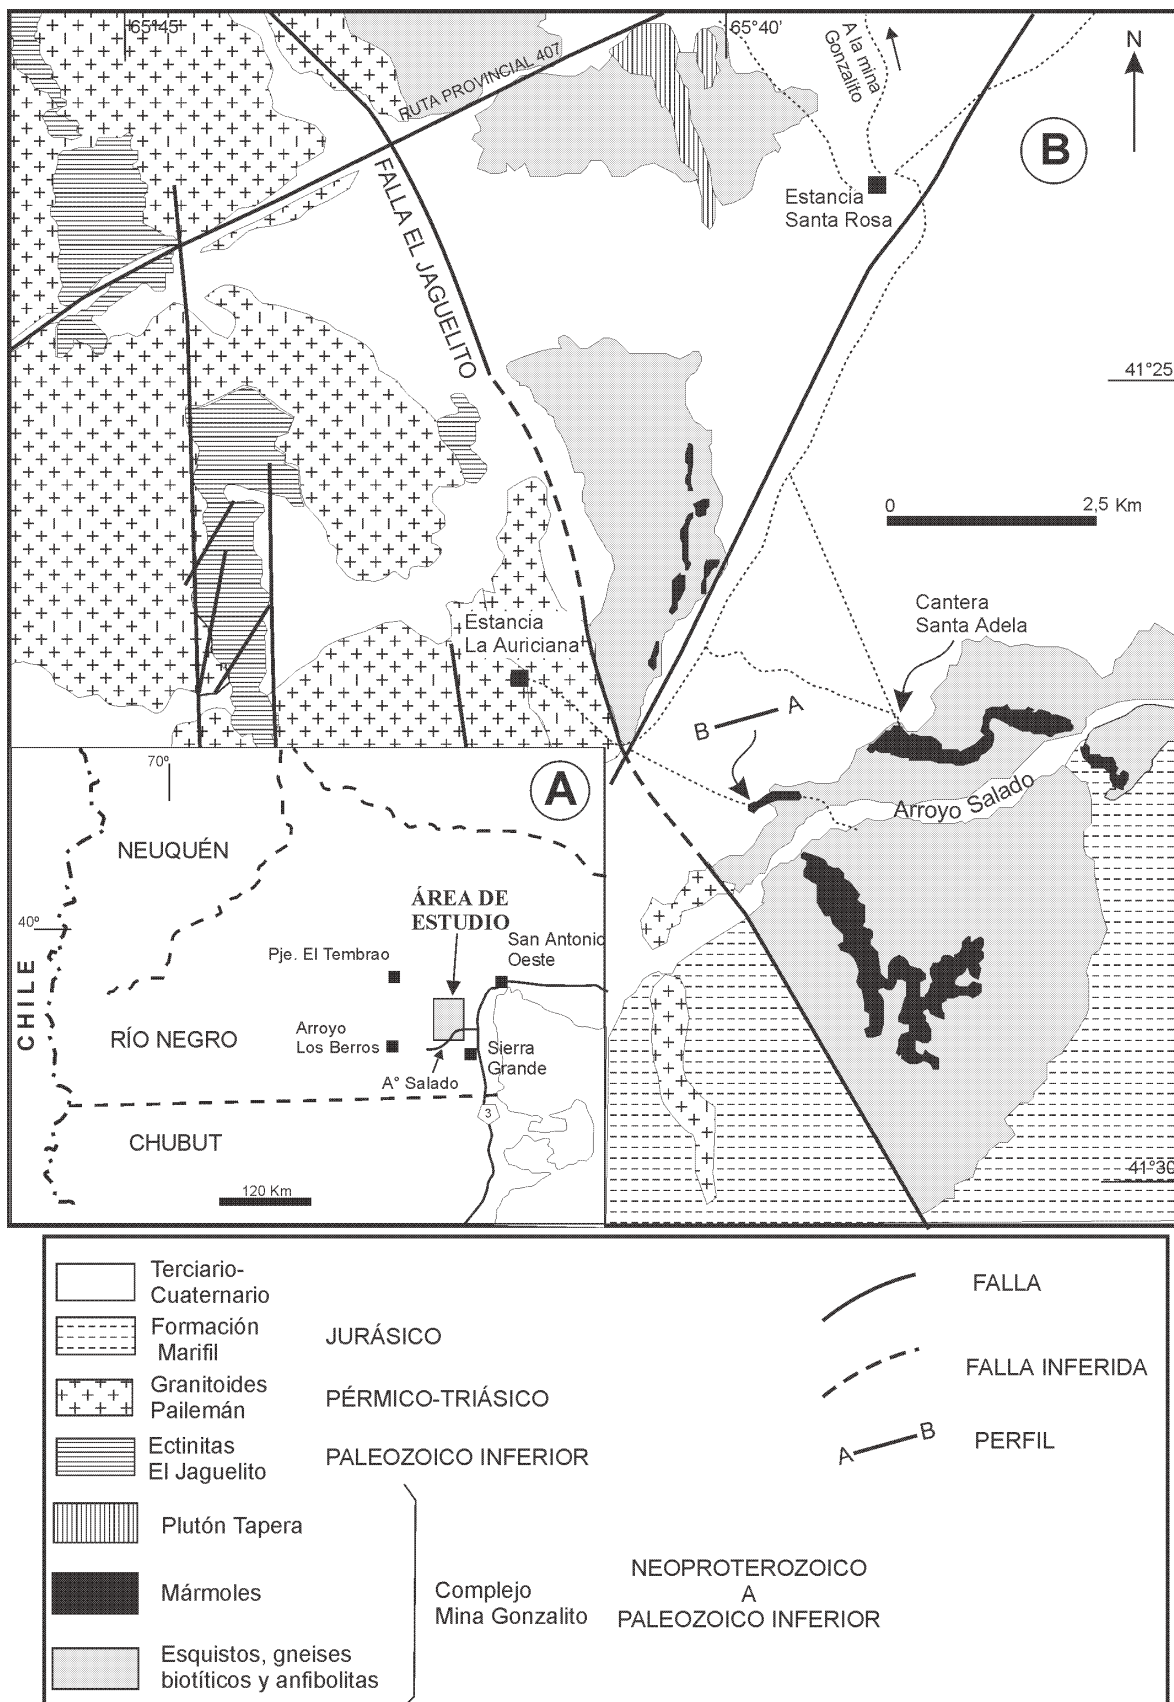 65°45'
65°40'
RUTA PROVINCIAL 407
A la mina
Gonzalito
N
B
Estancia
Santa Rosa
FALLA EL JAGUELITO
41°25
0
2,5 Km
Cantera
Santa Adela
Estancia
La Auriciana
B
A
Arroyo Salado
41°30
70º
A
NEUQUÉN
40º
ÁREA DE
ESTUDIO
San Antonio
Oeste
Pje. El Tembrao
CHILE
RÍO NEGRO
Arroyo
Los Berros
Sierra
Grande
A° Salado
3
CHUBUT
120 Km
Terciario-
Cuaternario
Formación
Marifil
JURÁSICO
Granitoides
Pailemán
PÉRMICO-TRIÁSICO
Ectinitas
El Jaguelito
PALEOZOICO INFERIOR
Plutón Tapera
Mármoles
Esquistos, gneises
biotíticos y anfibolitas
Complejo
Mina Gonzalito
NEOPROTEROZOICO
A
PALEOZOICO INFERIOR
FALLA
FALLA INFERIDA
A
B
PERFIL